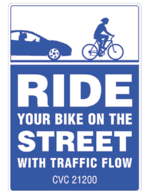 RIDE
YOUR BIKE ON THE
STREET
WITH TRAFFIC FLOW
CVC 21200